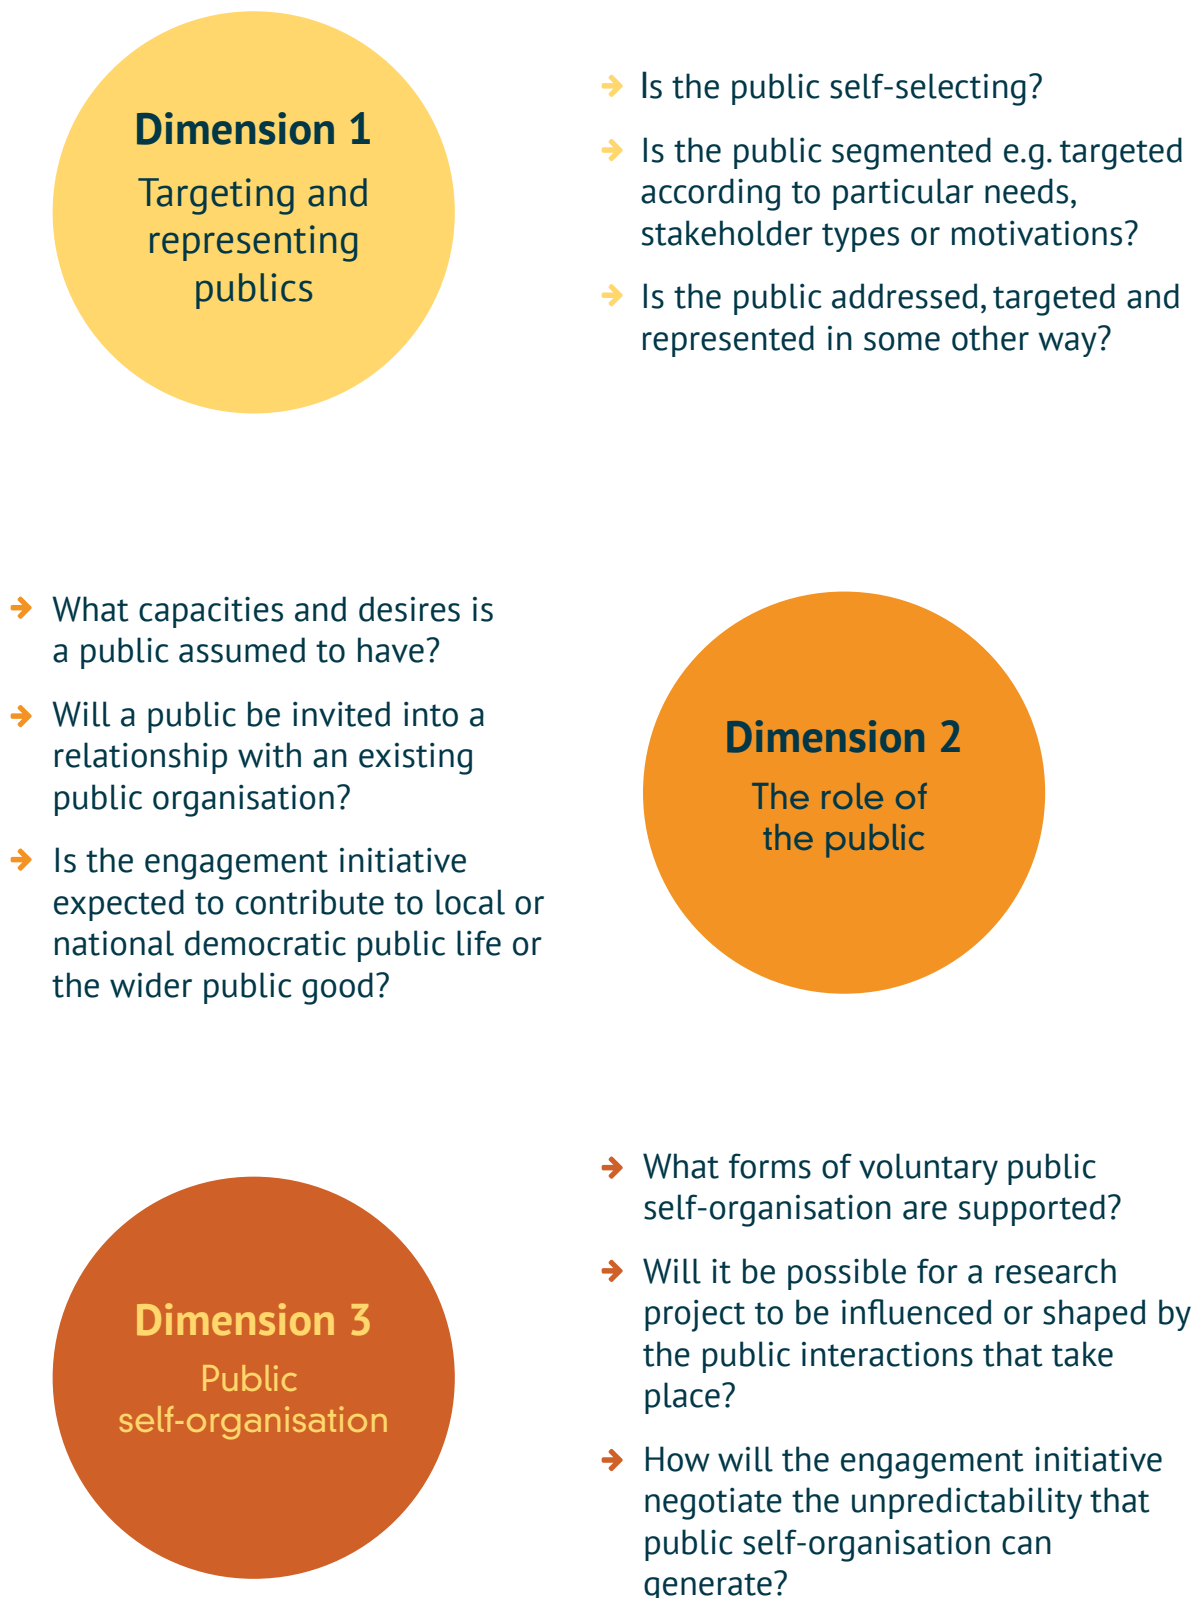 Dimension 1
Targeting and
representing
publics
Is the public self-selecting?
Is the public segmented e.g. targeted
according to particular needs,
stakeholder types or motivations?
Is the public addressed, targeted and
represented in some other way?
What capacities and desires is
a public assumed to have?
Will a public be invited into a
relationship with an existing
public organisation?
Is the engagement initiative
expected to contribute to local or
national democratic public life or
the wider public good?
Dimension 2
The role of
the public
Dimension 3
Public
self-organisation
What forms of voluntary public
self-organisation are supported?
Will it be possible for a research
project to be influenced or shaped by
the public interactions that take
place?
How will the engagement initiative
negotiate the unpredictability that
public self-organisation can
generate?